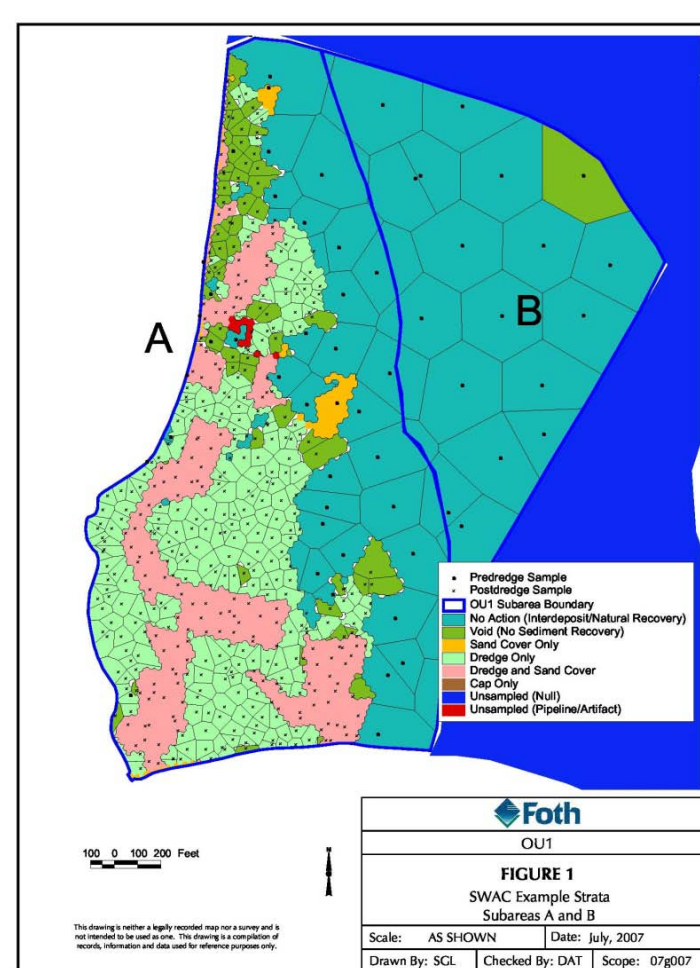 A
B
Predredge Sample
Postdredge Sample
OU1 Subarea Boundary
No Action (Interdeposit/Natural Recovery)
Void (No Sediment Recovery)
Sand Cover Only
Dredge Only
Dredge and Sand Cover
Cap Only
Unsampled (Null)
Unsampled (Pipeline/Artifact)
100 0 100 200 Feet
This drawing is neither a legally recorded map nor a survey and is
not intended to be used as one. This drawing is a compilation of
records, information and data used for reference purposes only.
Foth
OU1
FIGURE 1
SWAC Example Strata
Subareas A and B
Scale: AS SHOWN Date: July, 2007
Drawn By: SGL Checked By: DAT Scope: 07g007